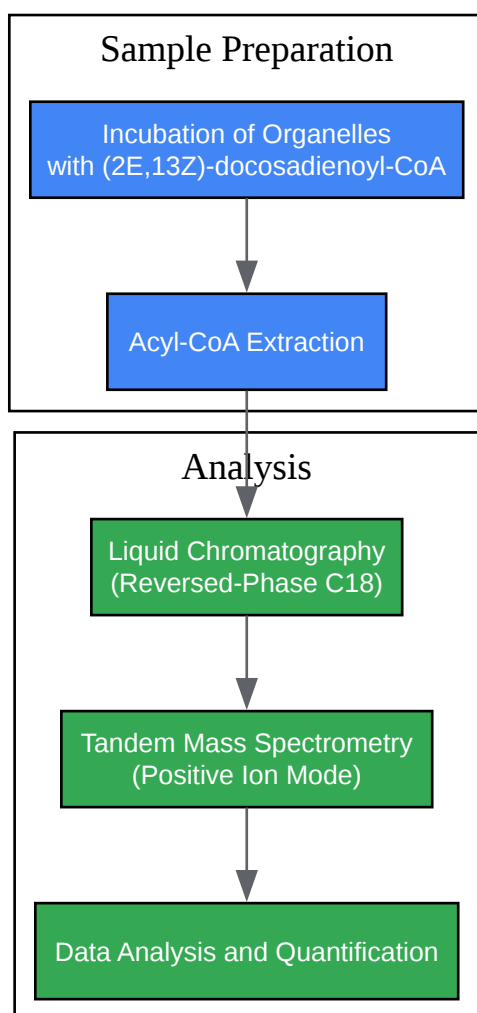 Sample Preparation
Incubation of Organelles
with (2E,13Z)-docosadienoyl-CoA
Acyl-CoA Extraction
Analysis
Liquid Chromatography
(Reversed-Phase C18)
Tandem Mass Spectrometry
(Positive Ion Mode)
Data Analysis and Quantification